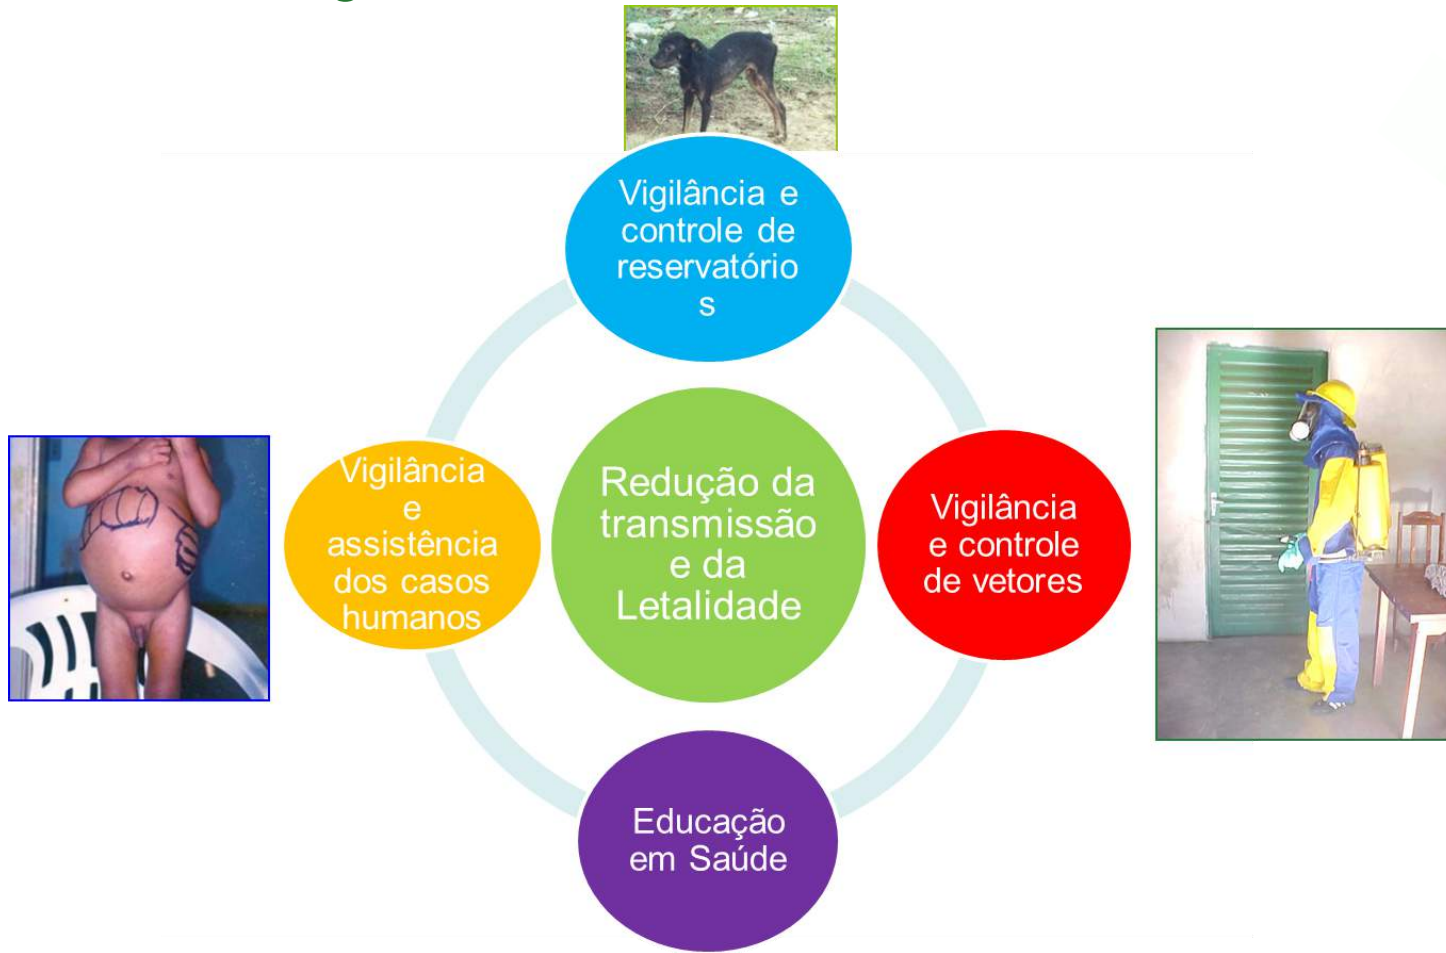 Vigilância e
controle de
reservatório
s
Vigilância
e
assistência
dos casos
humanos
Redução da
transmissão
e da
Letalidade
Vigilância
e controle
de vetores
Educação
em Saúde